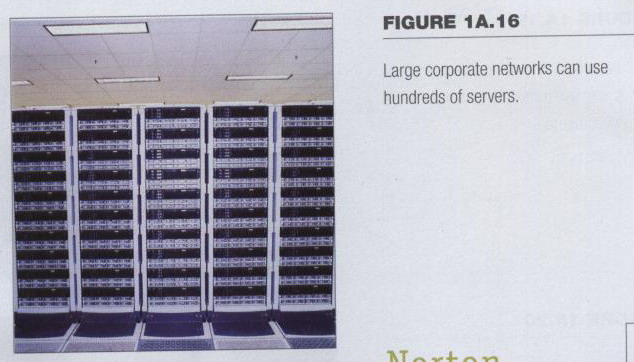 FIGURE 1A.16
Large corporate networks can use
hundreds of servers.
Norton